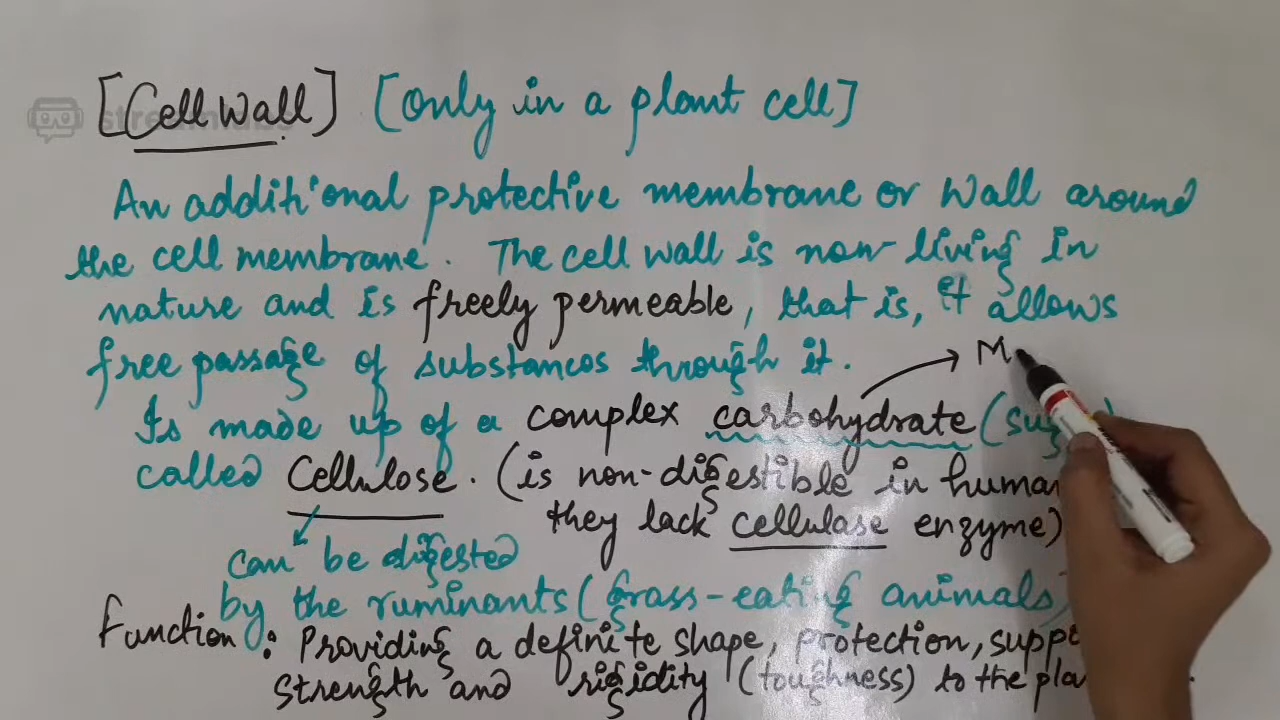 [Cell Wall] [Only in a plant cell]
An additional protective membrane or Wall around
the cell membrane. The cell wall is non-living in
nature and is freely permeable, that is, it allows
free passage of substances through it.
M
Is made up of a complex carbohydrate (
called Cellulose. (is non-digestible in human
they lack cellulase enzyme)
can be digested
by the ruminants (Grass-eating animals)
Function: Providing a definite shape, protection,
Strength and rigidity (toughness) to the